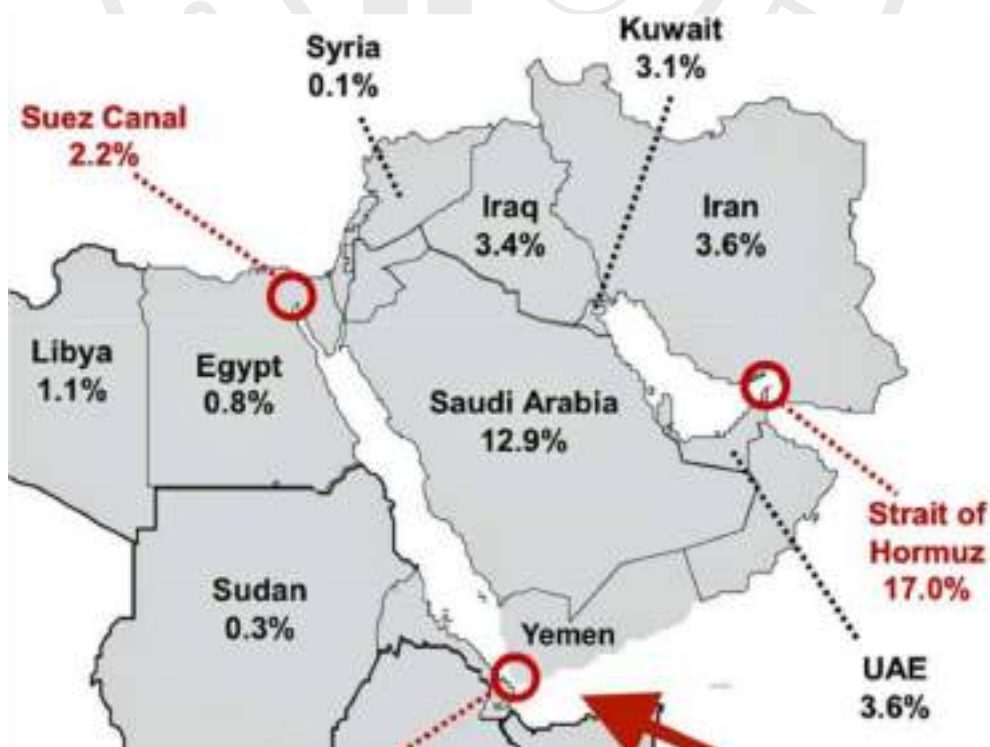 Kuwait
3.1%
Syria
0.1%
Suez Canal
2.2%
Iraq
3.4%
Iran
3.6%
Libya
1.1%
Egypt
0.8%
Saudi Arabia
12.9%
Strait of
Hormuz
17.0%
Sudan
0.3%
Yemen
UAE
3.6%